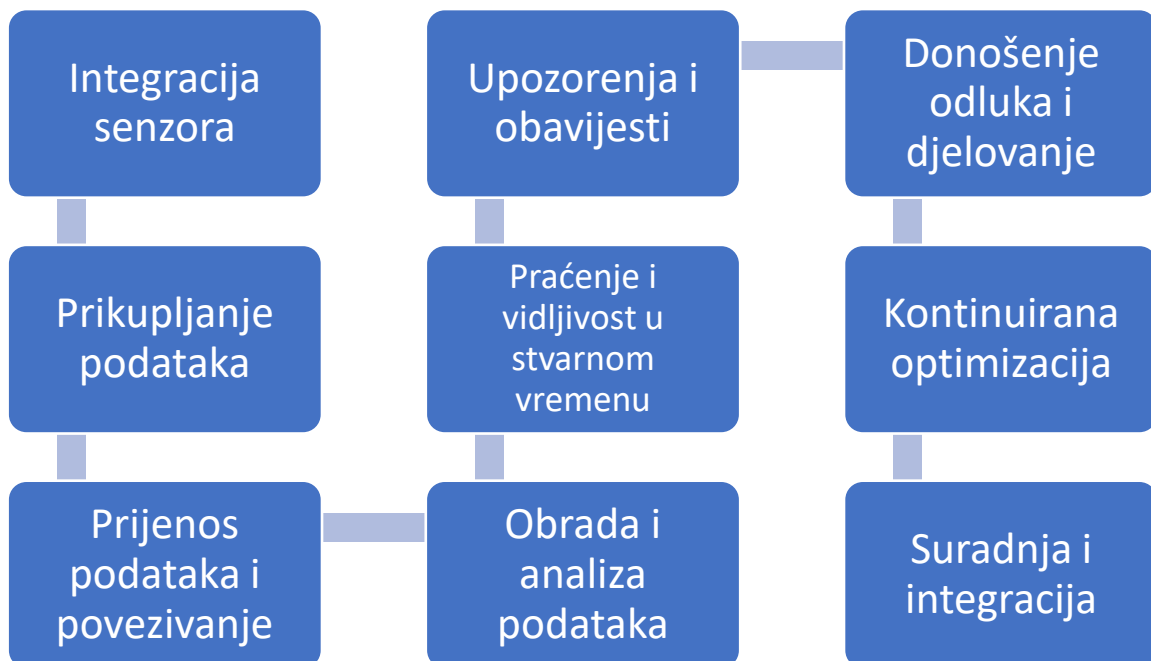 Integracija
senzora
Prikupljanje
podataka
Prijenos
podataka i
povezivanje
Obrada i
analiza
podataka
Praćenje i
vidljivost u
stvarnom
vremenu
Upozorenja i
obavijesti
Donošenje
odluka i
djelovanje
Kontinuirana
optimizacija
Suradnja i
integracija